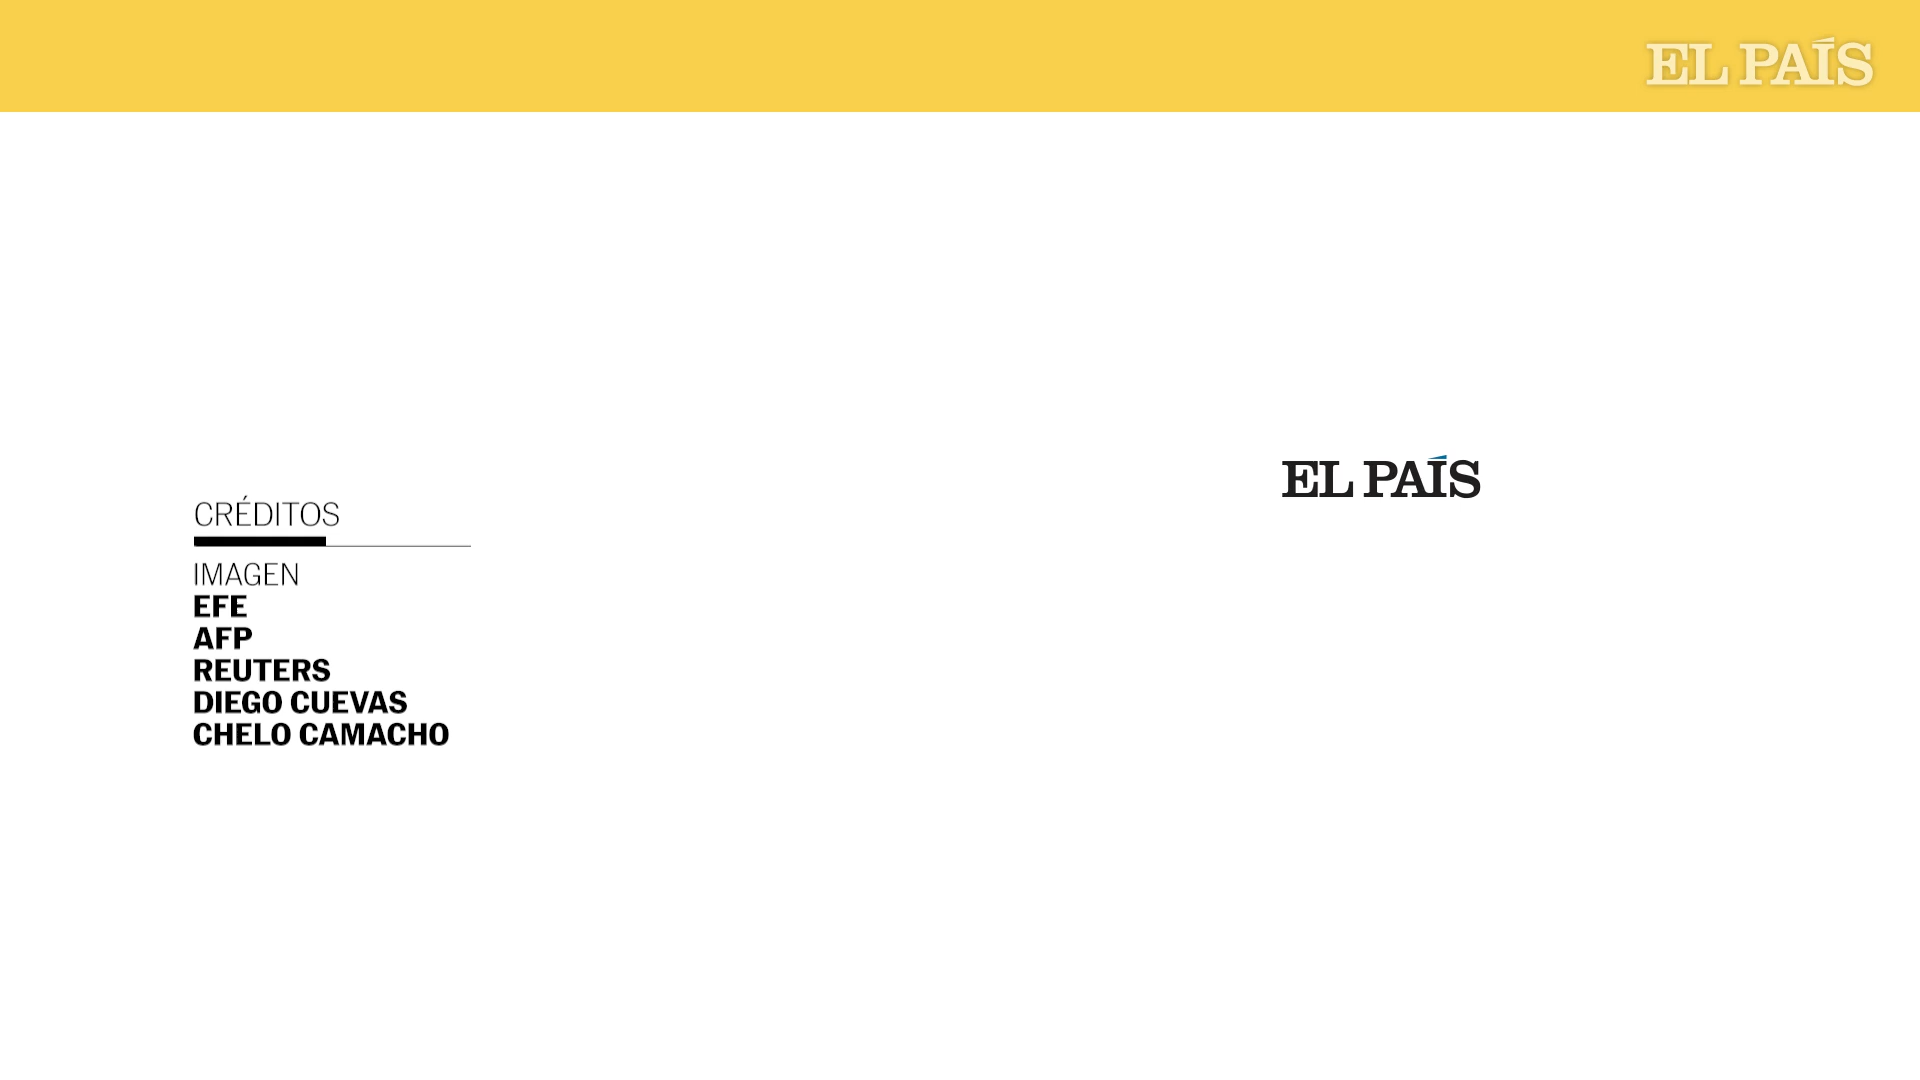 EL PAÍS
EL PAÍS
CRÉDITOS
IMAGEN
EFE
AFP
REUTERS
DIEGO CUEVAS
CHELO CAMACHO